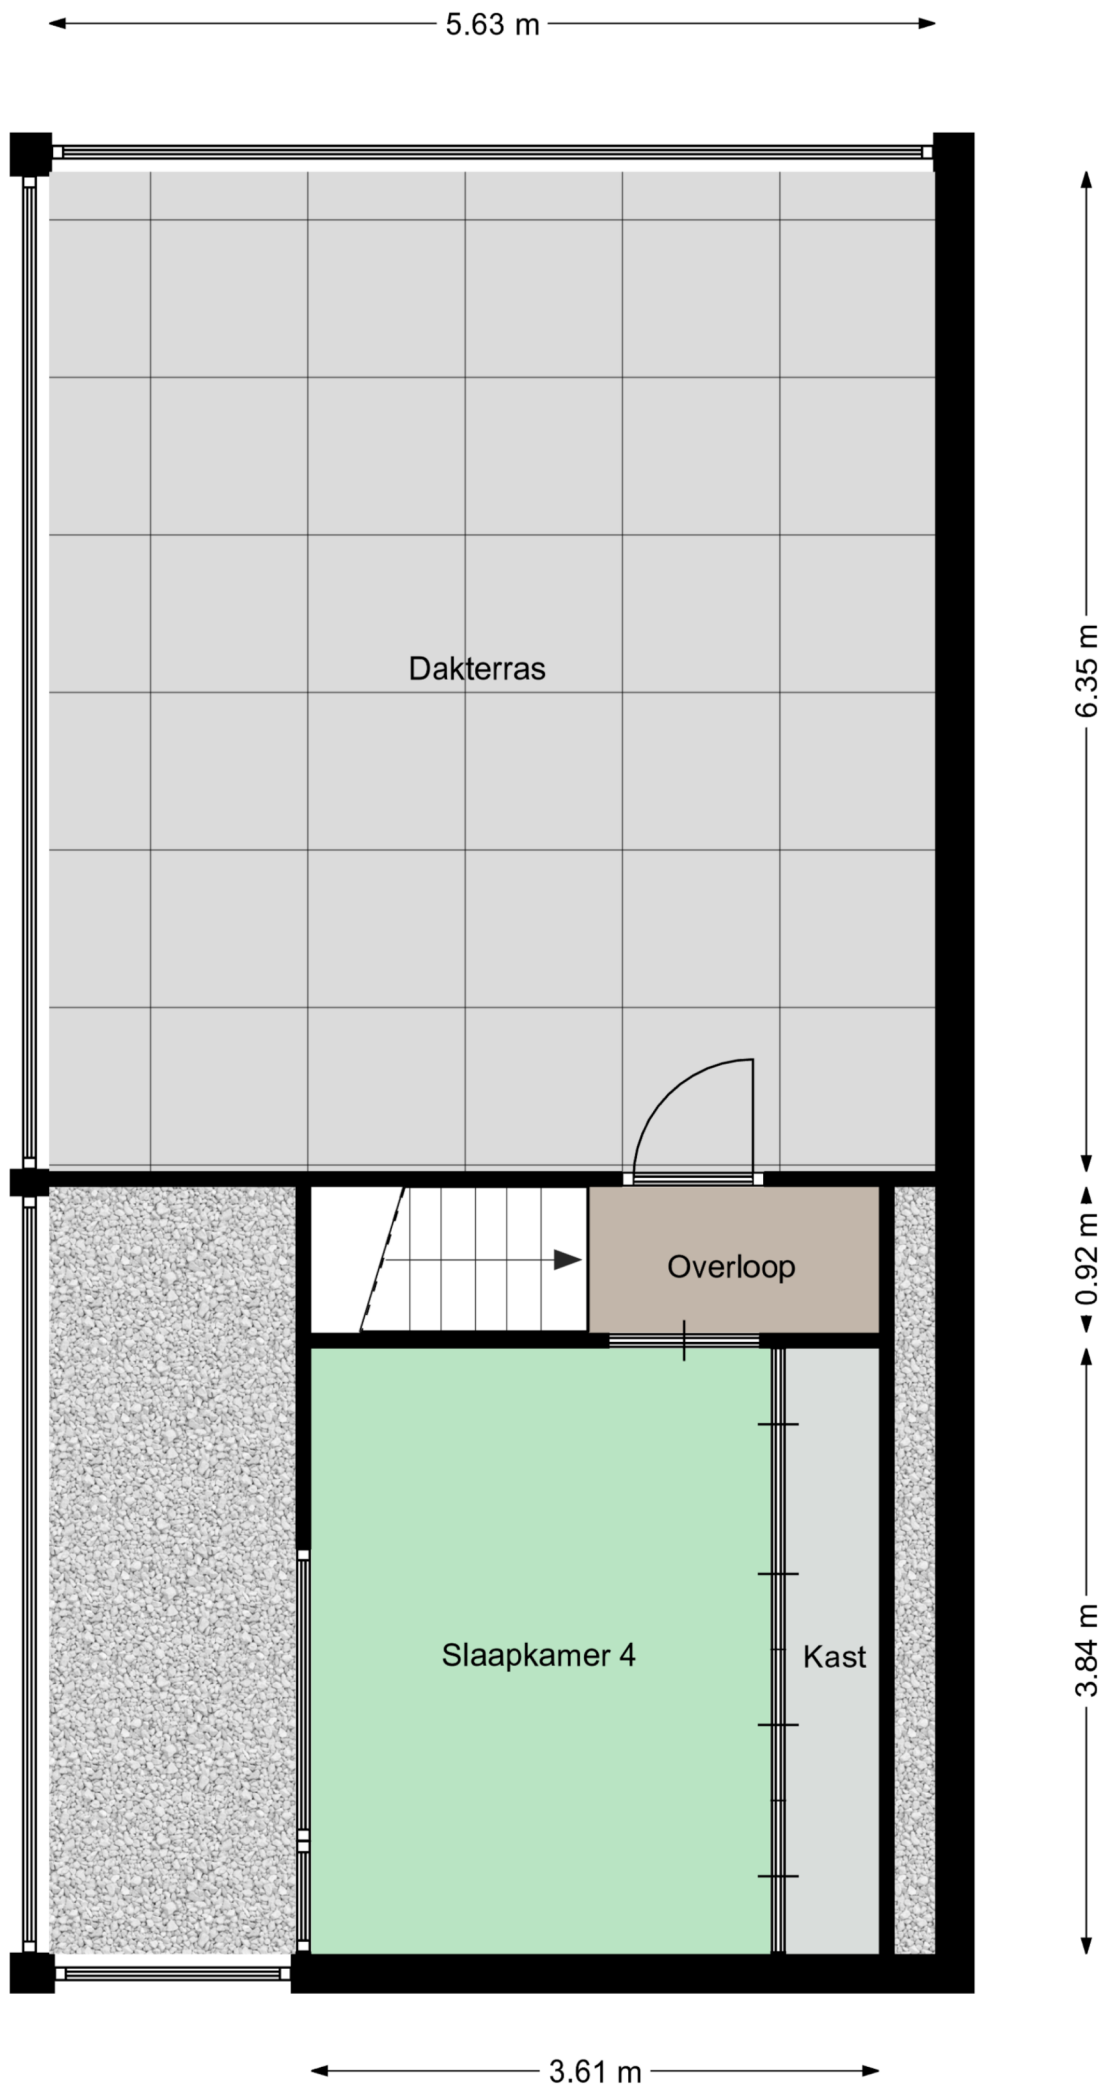 5.63 m
6.35 m
Dakterras
0.92 m
Overloop
3.84 m
Slaapkamer 4
Kast
3.61 m